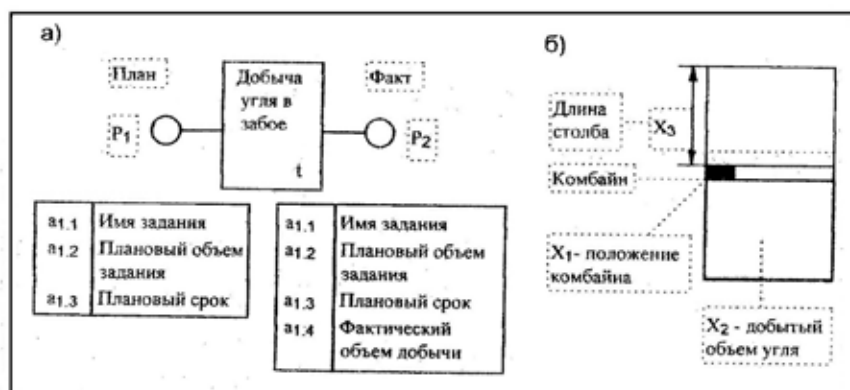 а)
План
Добыча
угля в
забое
t
Факт
P1
P2
a1.1 Имя задания
a1.2 Плановый объем
задания
a1.3 Плановый срок
a1.1 Имя задания
a1.2 Плановый объем
задания
a1.3 Плановый срок
a1.4 Фактический
объем добычи
б)
Длина
столба
X3
Комбайн
X1- положение
комбайна
X2 - добытый
объем угля